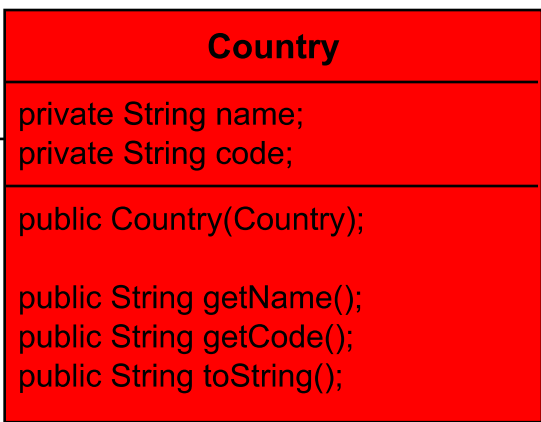 Country
private String name;
private String code;
public Country(Country);
public String getName();
public String getCode();
public String toString();